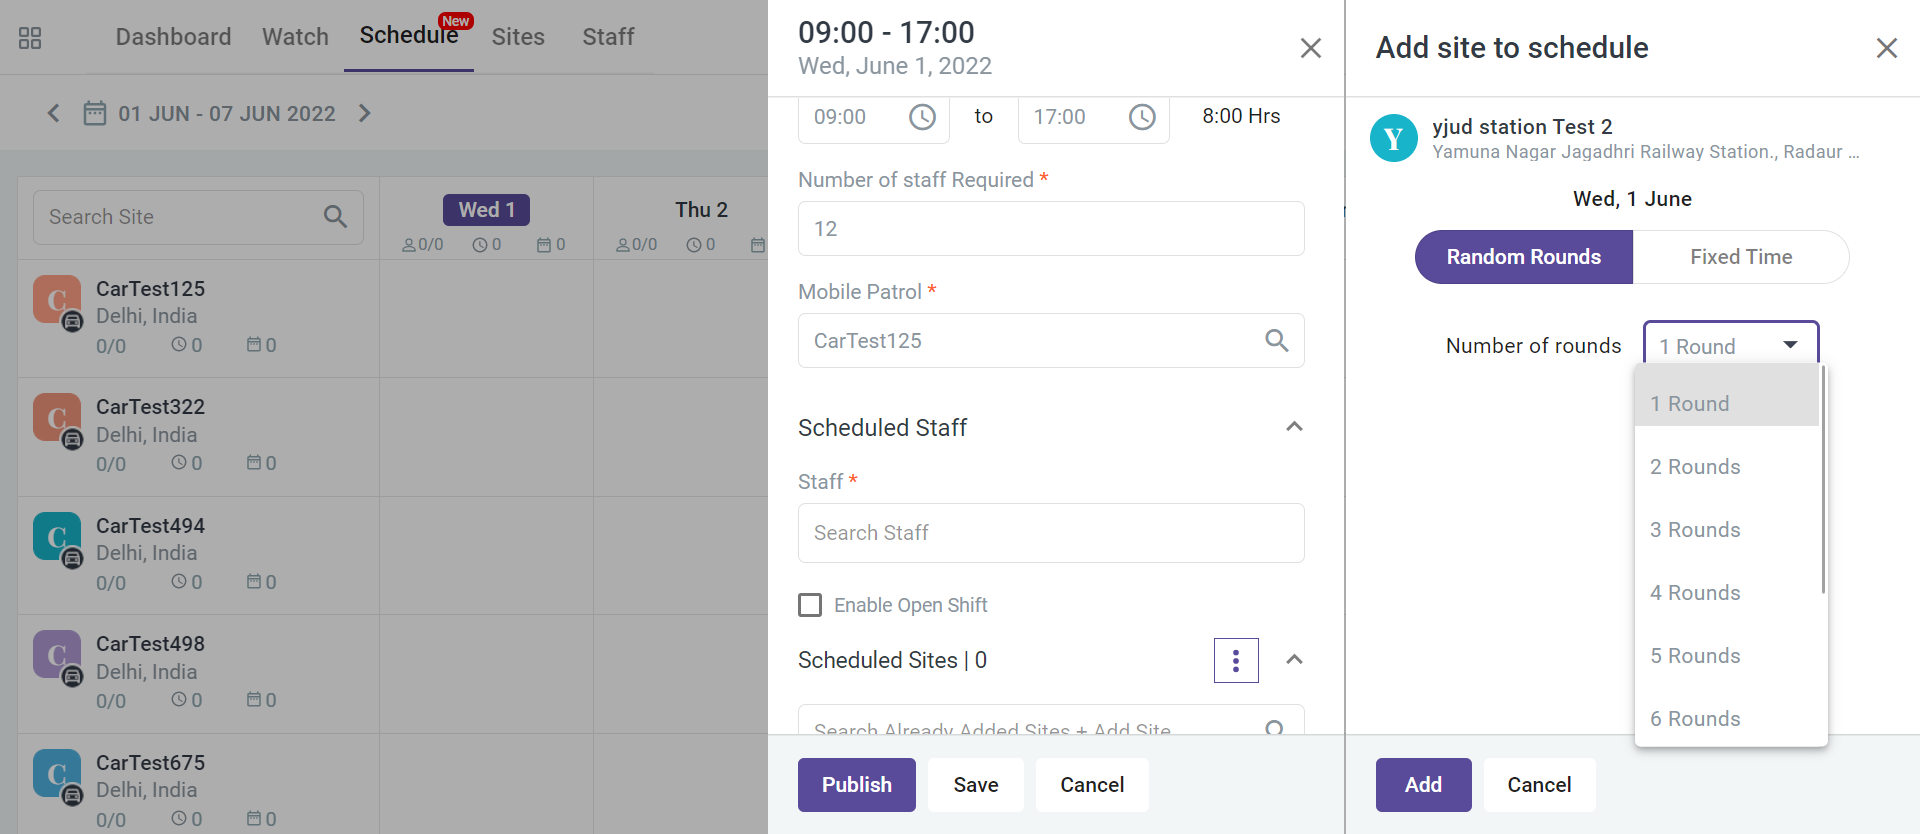 Dashboard
Watch
Schedule
New
Sites
Staff
01 JUN - 07 JUN 2022
Search Site
Wed 1
0/0 0 0
Thu 2
0/0 0
C
CarTest125
Delhi, India
0/0 0 0
C
CarTest322
Delhi, India
0/0 0 0
C
CarTest494
Delhi, India
0/0 0 0
C
CarTest498
Delhi, India
0/0 0 0
C
CarTest675
Delhi, India
0/0 0 0
09:00 - 17:00
Wed, June 1, 2022
09:00 to 17:00 8:00 Hrs
Number of staff Required *
12
Mobile Patrol *
CarTest125
Scheduled Staff
Staff *
Search Staff
Enable Open Shift
Scheduled Sites | 0
Search Already Added Sites + Add Site
Publish
Save
Cancel
Add site to schedule
Y
yjud station Test 2
Yamuna Nagar Jagadhri Railway Station., Radaur ...
Wed, 1 June
Random Rounds
Fixed Time
Number of rounds
1 Round
1 Round
2 Rounds
3 Rounds
4 Rounds
5 Rounds
6 Rounds
Add
Cancel